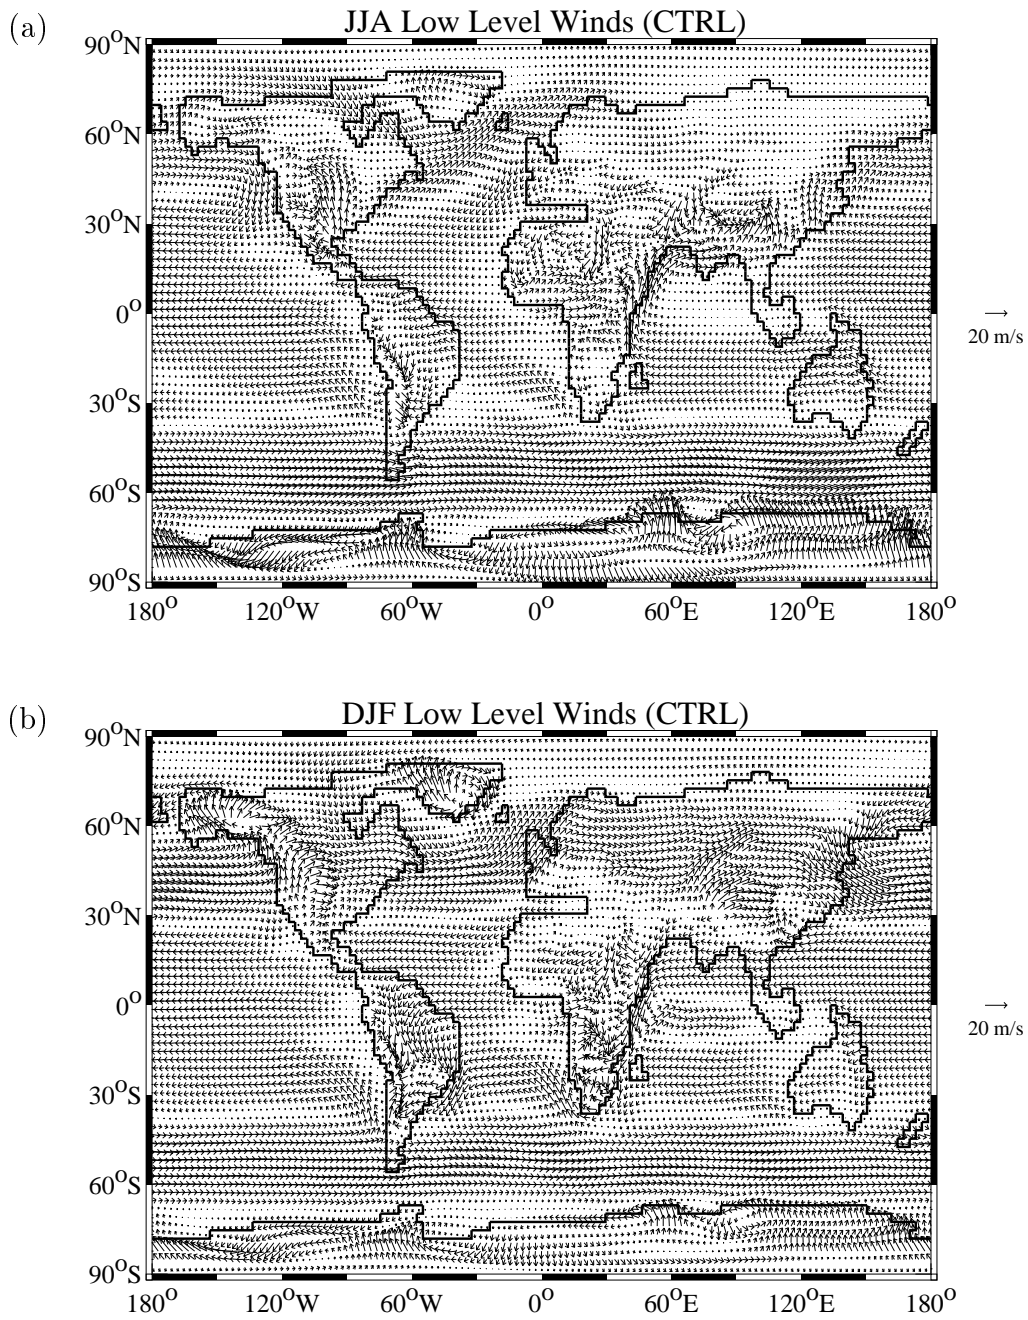 (a)
JJA Low Level Winds (CTRL)
90°N
60°N
30°N
0°
30°S
60°S
90°S
180° 120°W 60°W 0° 60°E 120°E 180°
20 m/s
(b)
DJF Low Level Winds (CTRL)
90°N
60°N
30°N
0°
30°S
60°S
90°S
180° 120°W 60°W 0° 60°E 120°E 180°
20 m/s